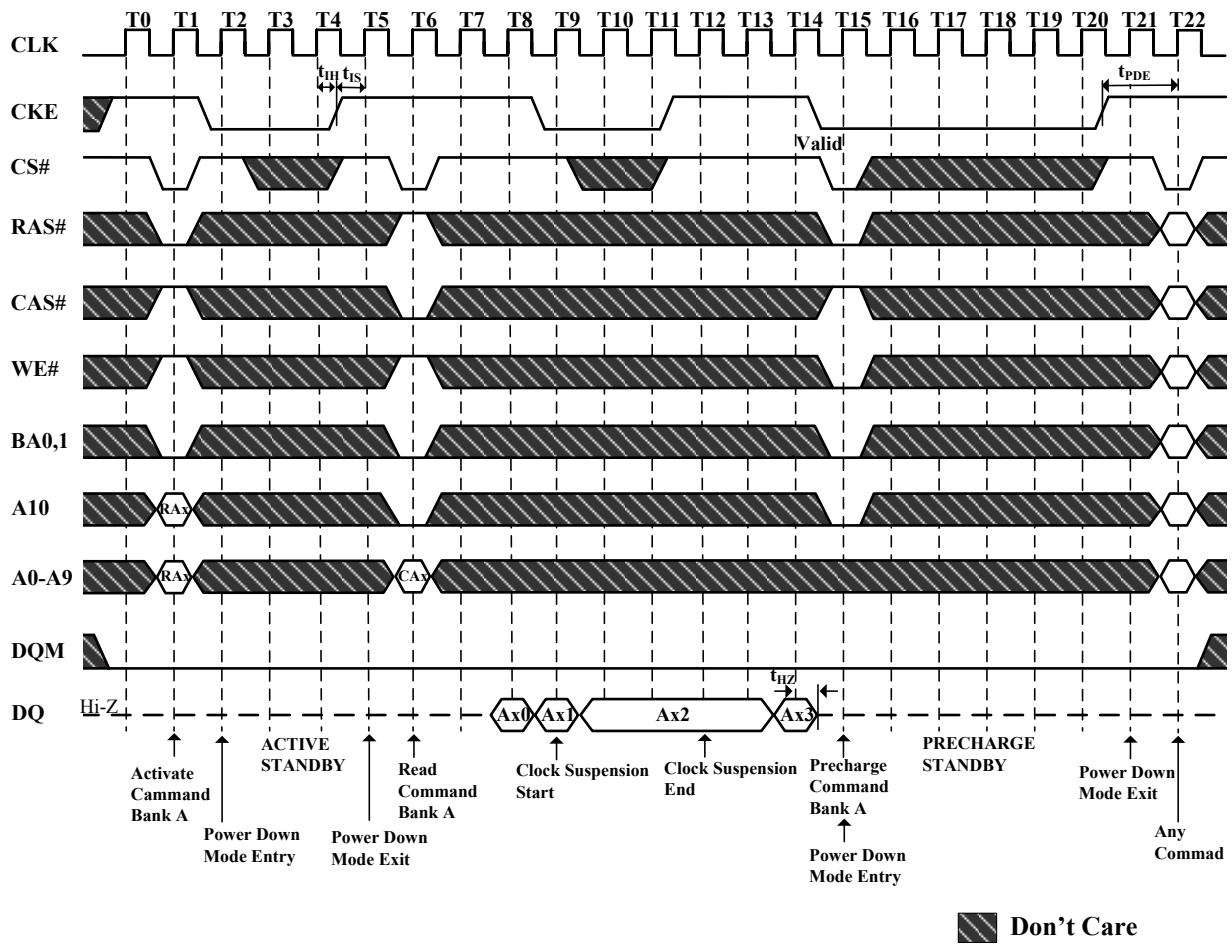 T0 T1 T2 T3 T4 T5 T6 T7 T8 T9 T10 T11 T12 T13 T14 T15 T16 T17 T18 T19 T20 T21 T22
CLK
tIH tIS
tPDE
CKE
Valid
CS#
RAS#
CAS#
WE#
BA0,1
A10
RAx
A0-A9
RAx
CAx
DQM
tHZ
DQ
Hi-Z
Ax0
Ax1
Ax2
Ax3
Activate
Cammand
Bank A
Power Down
Mode Entry
ACTIVE
STANDBY
Power Down
Mode Exit
Read
Command
Bank A
Clock Suspension
Start
Clock Suspension
End
Precharge
Command
Bank A
Power Down
Mode Entry
PRECHARGE
STANDBY
Power Down
Mode Exit
Any
Commad
Don't Care